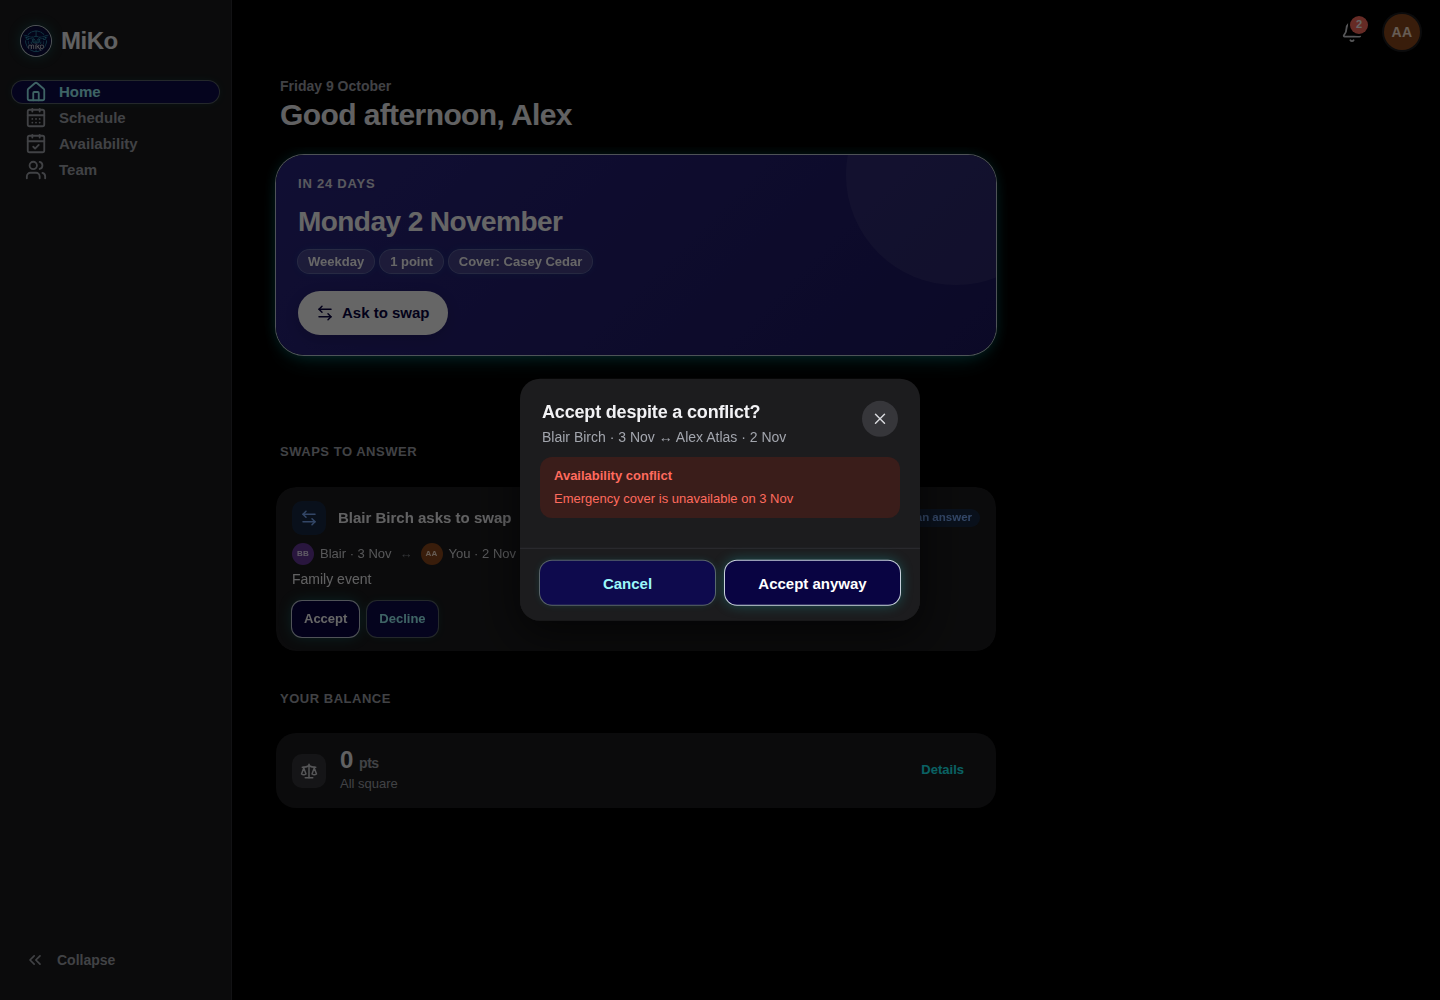 miko
MiKo
Home
Schedule
Availability
Team
Collapse
2
AA
Friday 9 October
Good afternoon, Alex
IN 24 DAYS
Monday 2 November
Weekday
1 point
Cover: Casey Cedar
Ask to swap
SWAPS TO ANSWER
Blair Birch asks to swap
an answer
BB Blair · 3 Nov ↔ AA You · 2 Nov
Family event
Accept
Decline
Accept despite a conflict?
Blair Birch · 3 Nov ↔ Alex Atlas · 2 Nov
Availability conflict
Emergency cover is unavailable on 3 Nov
Cancel
Accept anyway
YOUR BALANCE
0 pts
All square
Details